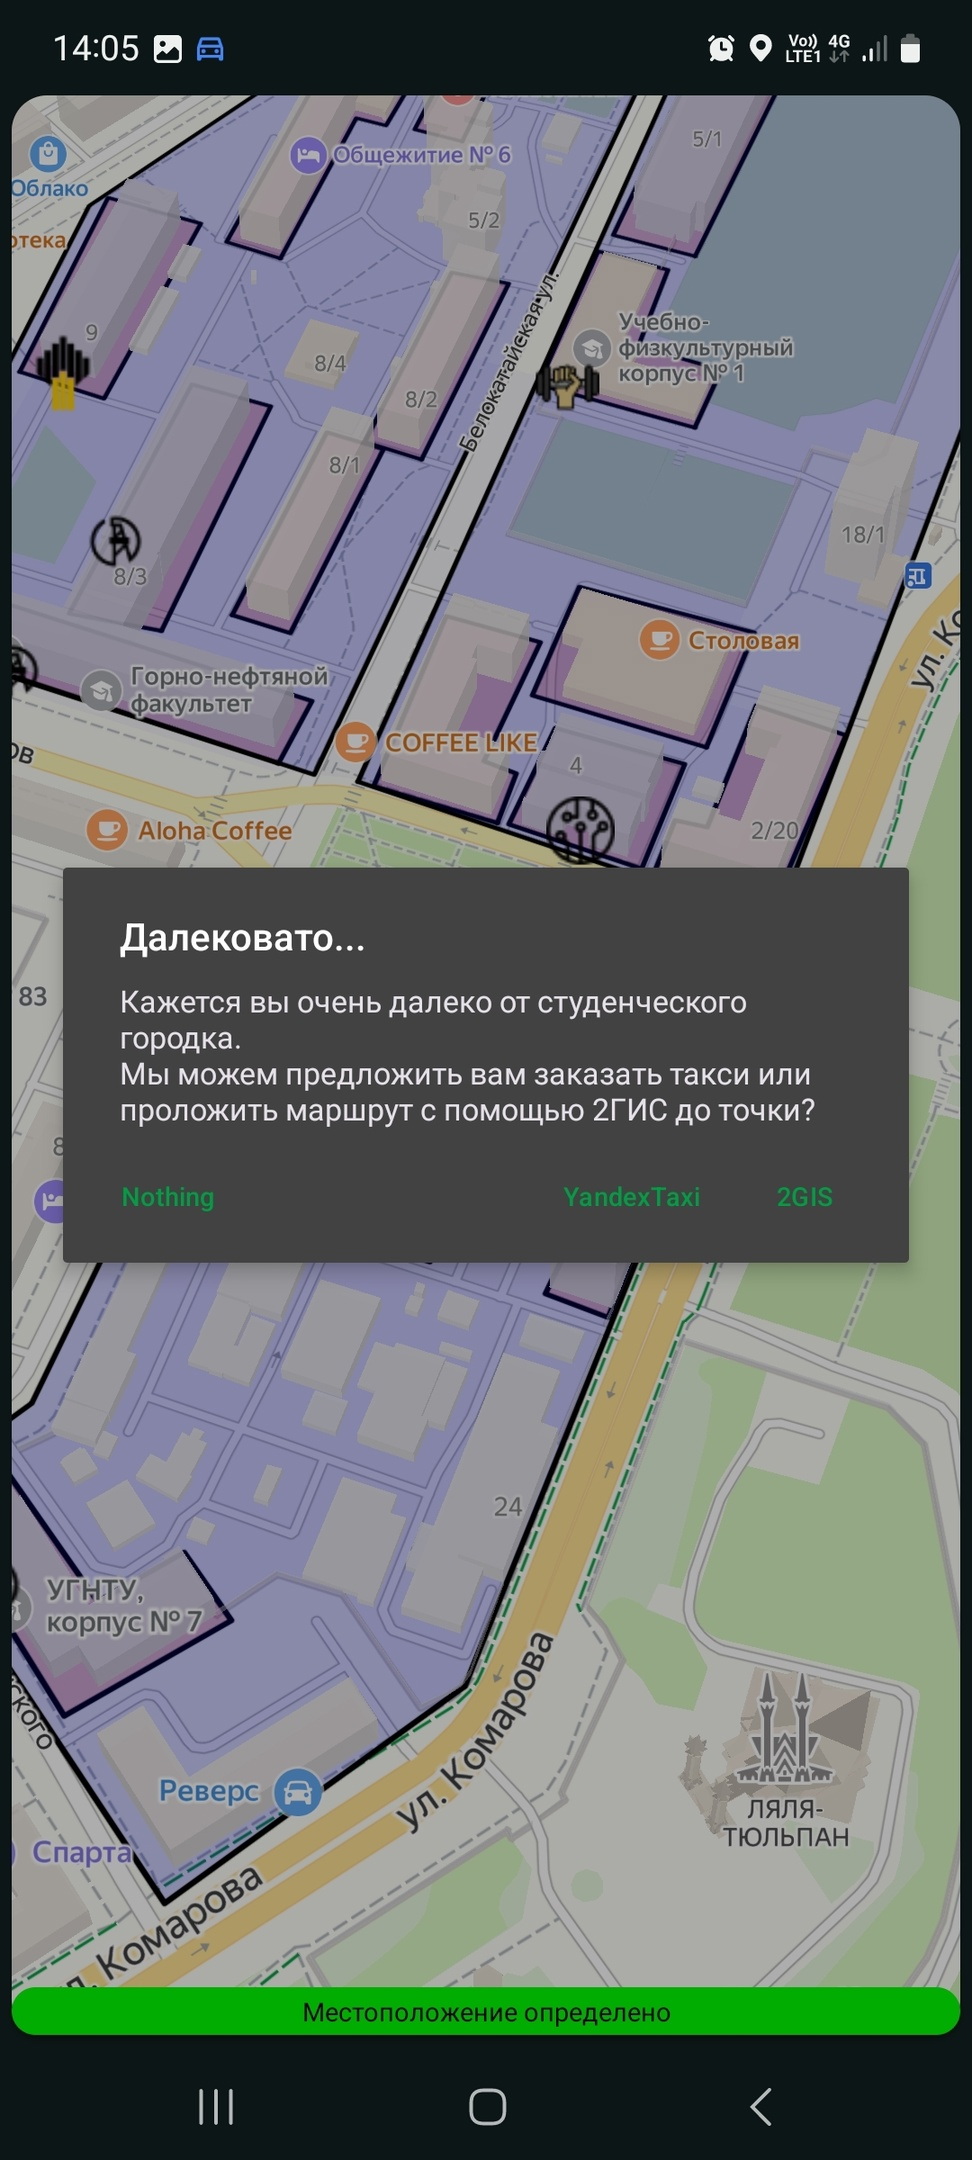 14:05
Vo)) 4G
LTE1
5/1
Общежитие № 6
Облако
5/2
отека
Белокатайская ул.
Учебно-
физкультурный
корпус № 1
9
8/4
8/2
8/1
18/1
8/3
Столовая
ул. Ко
Горно-нефтяной
факультет
COFFEE LIKE
ов
4
Aloha Coffee
2/20
Далековато...
83
Кажется вы очень далеко от студенческого
городка.
Мы можем предложить вам заказать такси или
проложить маршрут с помощью 2ГИС до точки?
8
Nothing YandexTaxi 2GIS
24
УГНТУ,
корпус № 7
ского
ул. Комарова
Реверс
ЛЯЛЯ-
ТЮЛЬПАН
Спарта
л. Комарова
Местоположение определено